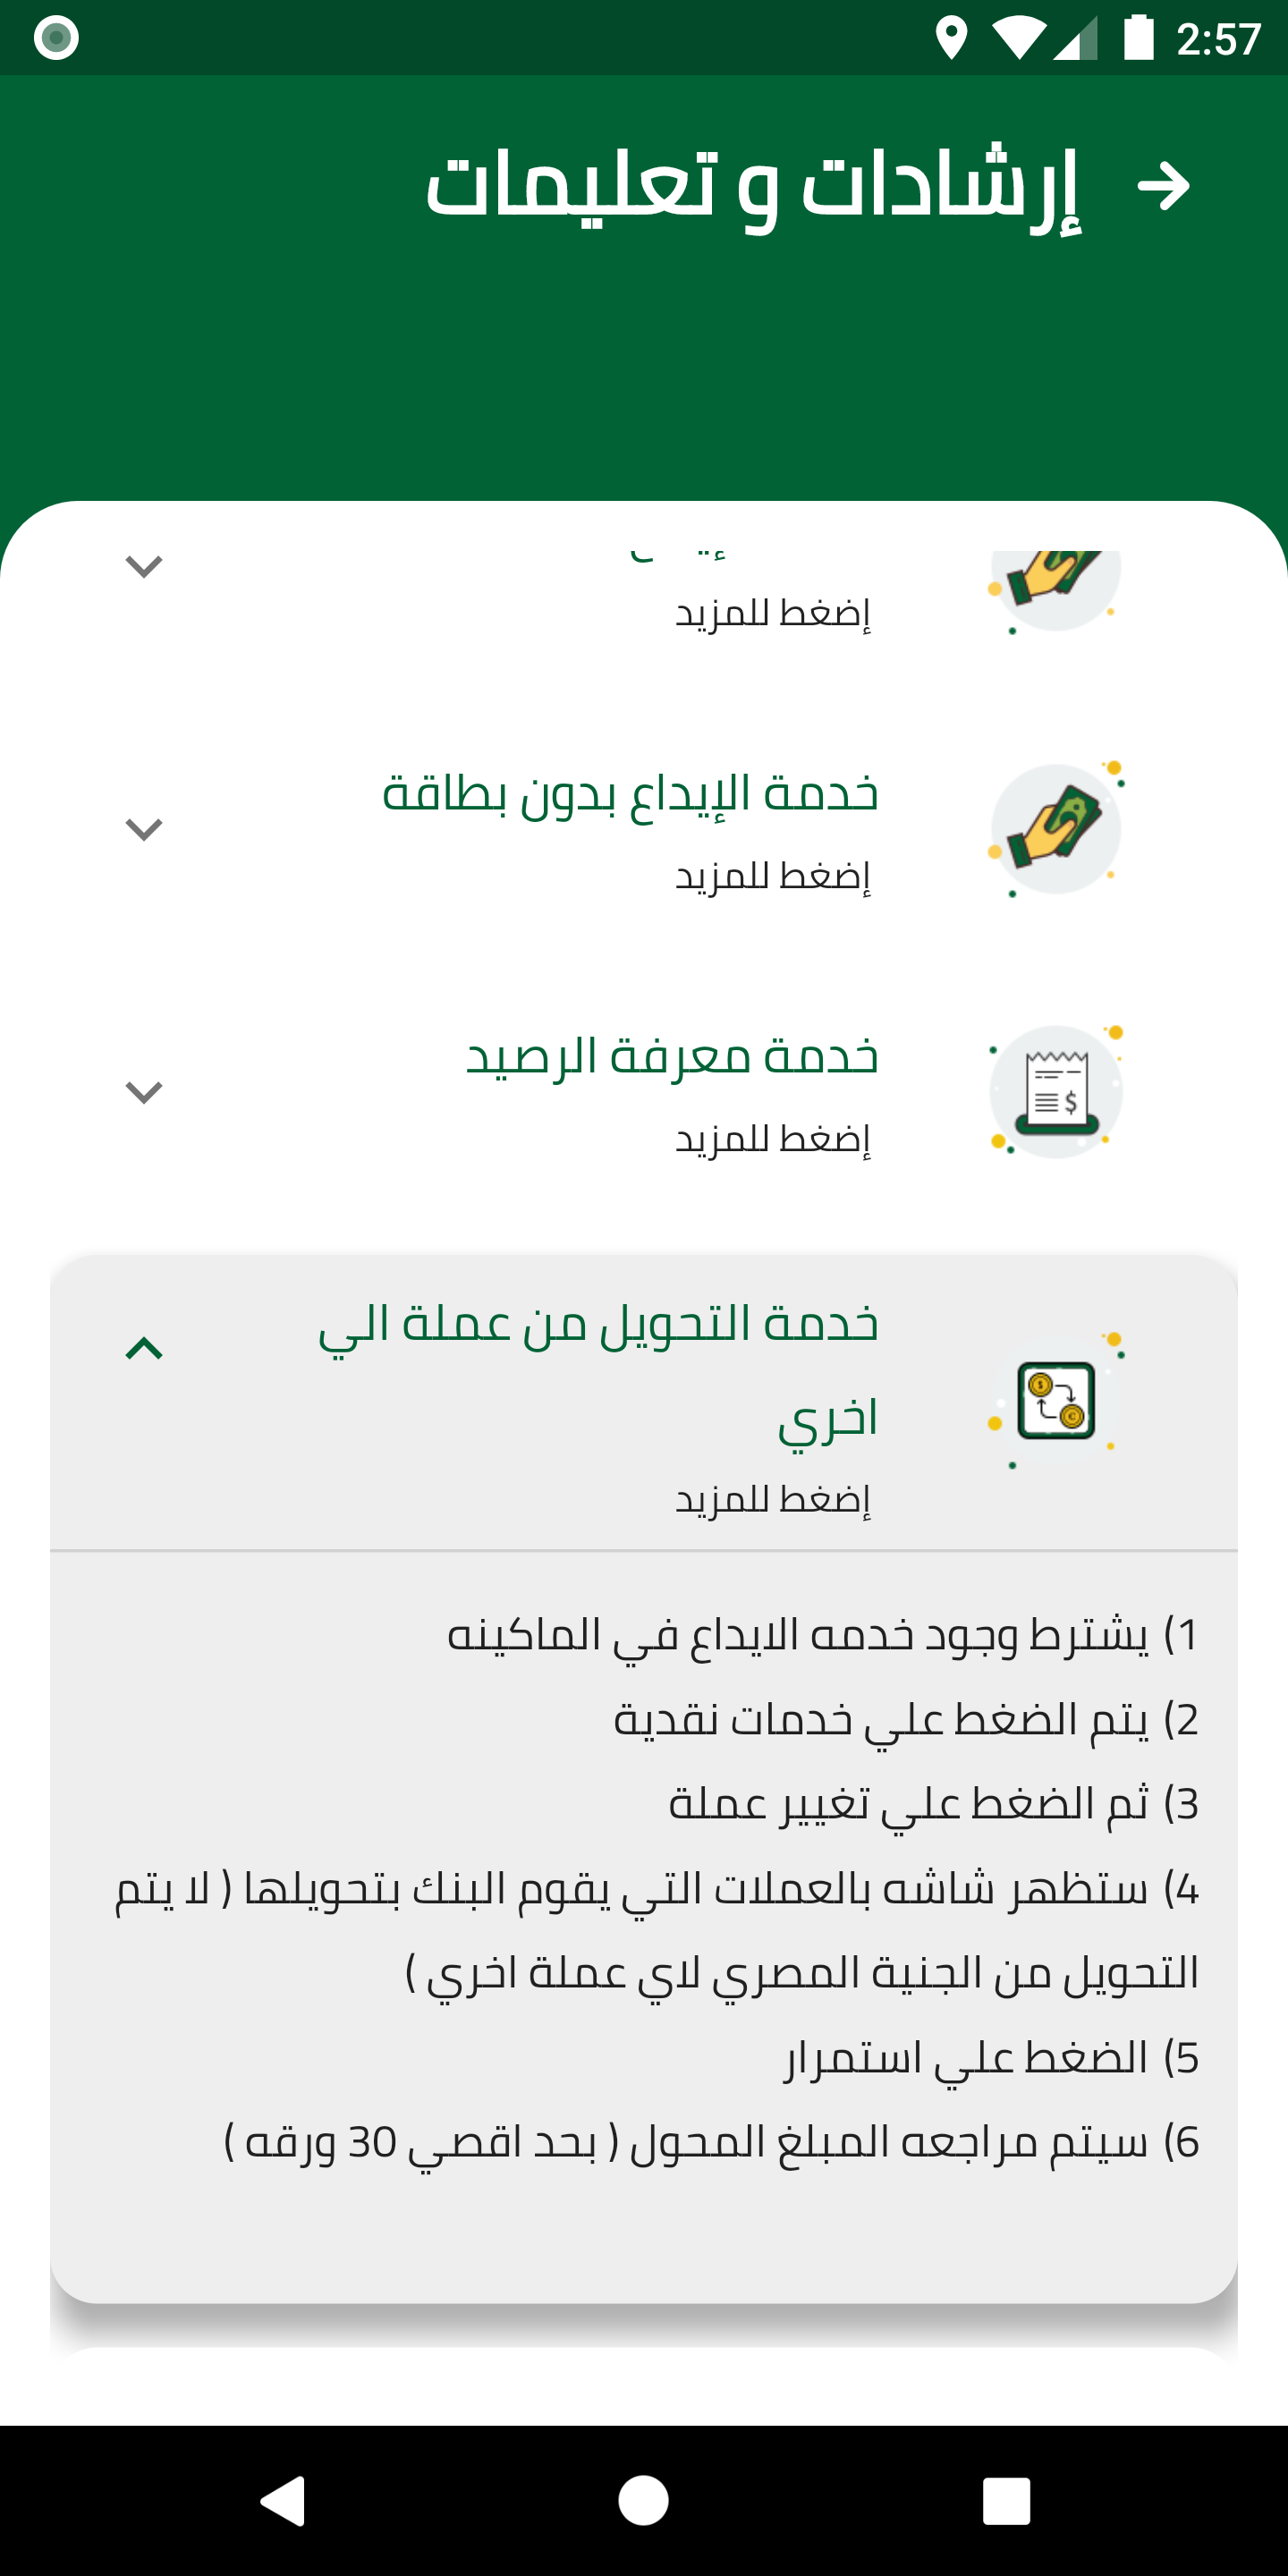 2:57
إرشادات و تعليمات
إضغط للمزيد
خدمة الإيداع بدون بطاقة
إضغط للمزيد
خدمة معرفة الرصيد
إضغط للمزيد
خدمة التحويل من عملة الي
اخري
إضغط للمزيد
1) يشترط وجود خدمه الايداع في الماكينه
2) يتم الضغط علي خدمات نقدية
3) ثم الضغط علي تغيير عملة
4) ستظهر شاشه بالعملات التي يقوم البنك بتحويلها ( لا يتم
التحويل من الجنية المصري لاي عملة اخري )
5) الضغط علي استمرار
6) سيتم مراجعه المبلغ المحول ( بحد اقصي 30 ورقه )